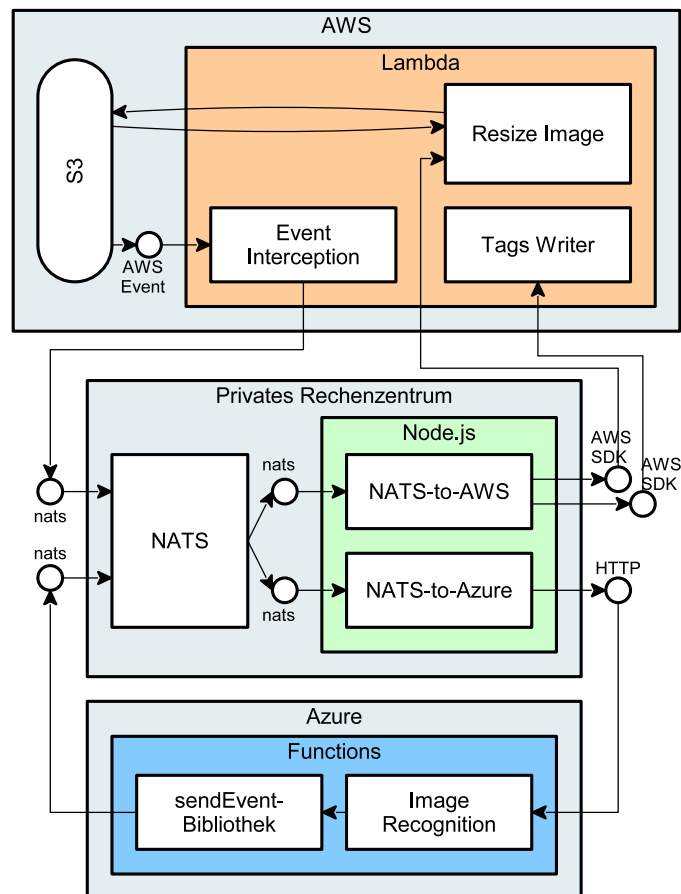 AWS
Lambda
S3
Resize Image
Event
Interception
Tags Writer
AWS
Event
Privates Rechenzentrum
Node.js
AWS
SDK
AWS
SDK
nats
nats
NATS
nats
nats
NATS-to-AWS
NATS-to-Azure
HTTP
Azure
Functions
sendEvent-
Bibliothek
Image
Recognition